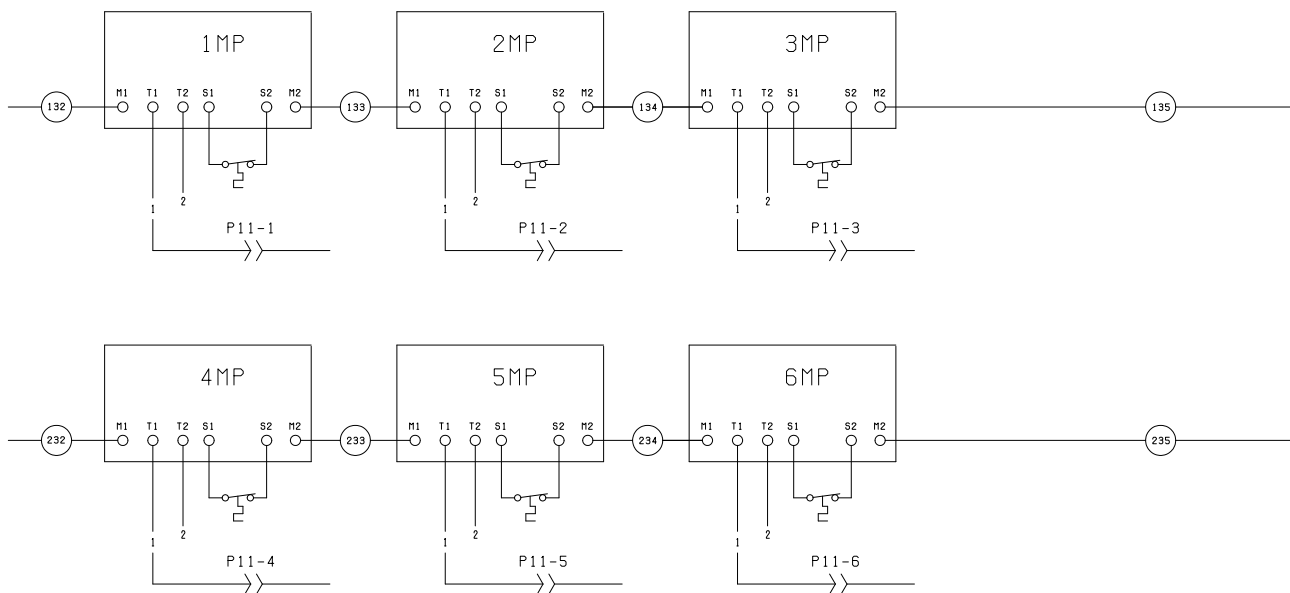 1MP 2MP 3MP
M1 T1 T2 S1 S2 M2 M1 T1 T2 S1 S2 M2 M1 T1 T2 S1 S2 M2
132 133 134 135
2 2 2
1 1 1
P11-1 P11-2 P11-3
4MP 5MP 6MP
M1 T1 T2 S1 S2 M2 M1 T1 T2 S1 S2 M2 M1 T1 T2 S1 S2 M2
232 233 234 235
2 2 2
1 1 1
P11-4 P11-5 P11-6